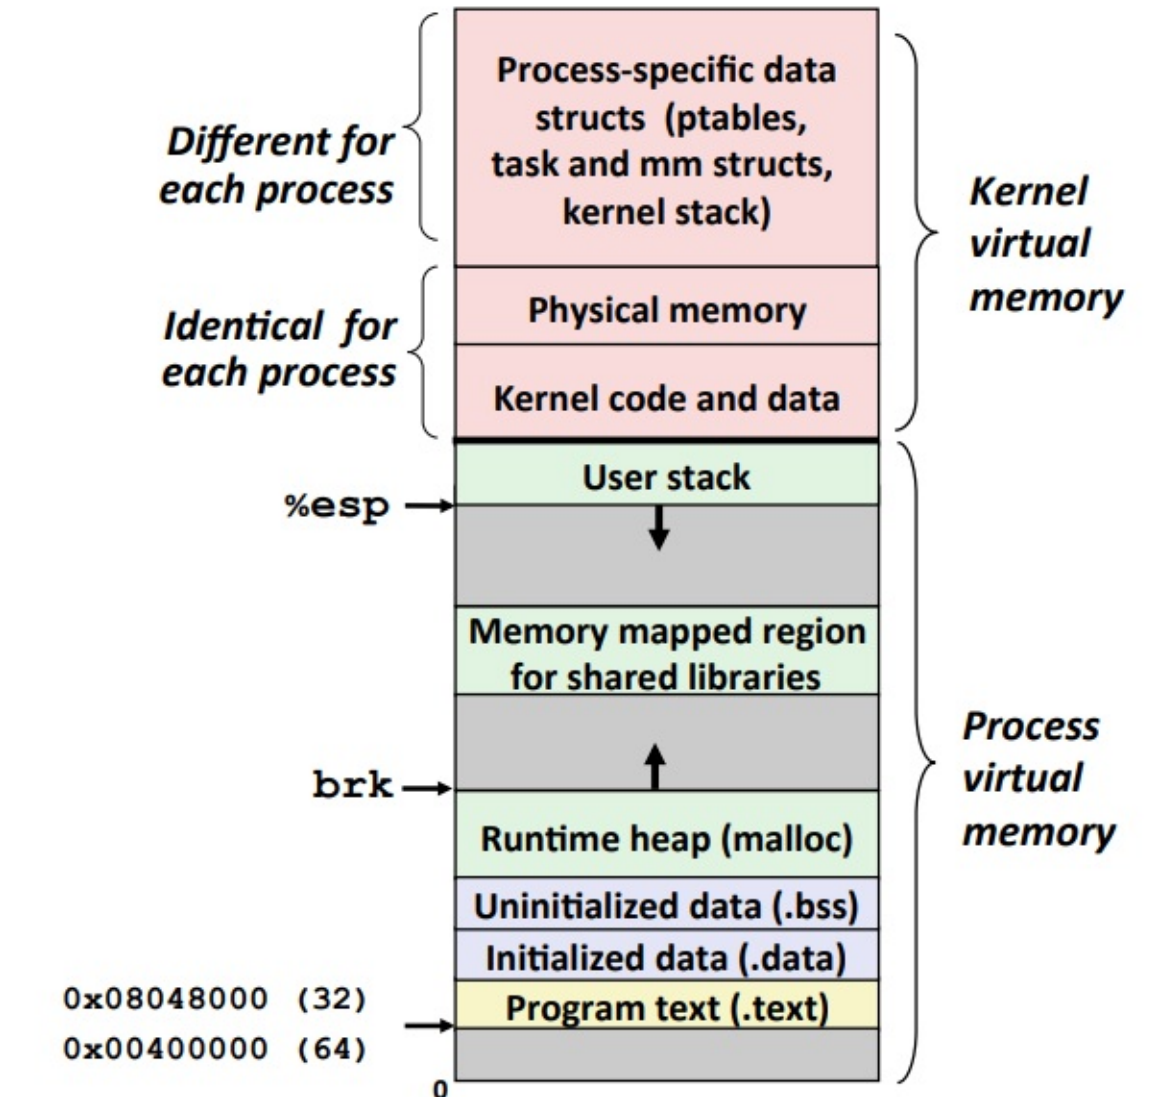 Process-specific data
structs (ptables,
task and mm structs,
kernel stack)
Different for
each process
Kernel
virtual
memory
Physical memory
Identical for
each process
Kernel code and data
User stack
%esp
Memory mapped region
for shared libraries
Process
virtual
memory
brk
Runtime heap (malloc)
Uninitialized data (.bss)
Initialized data (.data)
0x08048000 (32)
Program text (.text)
0x00400000 (64)
0